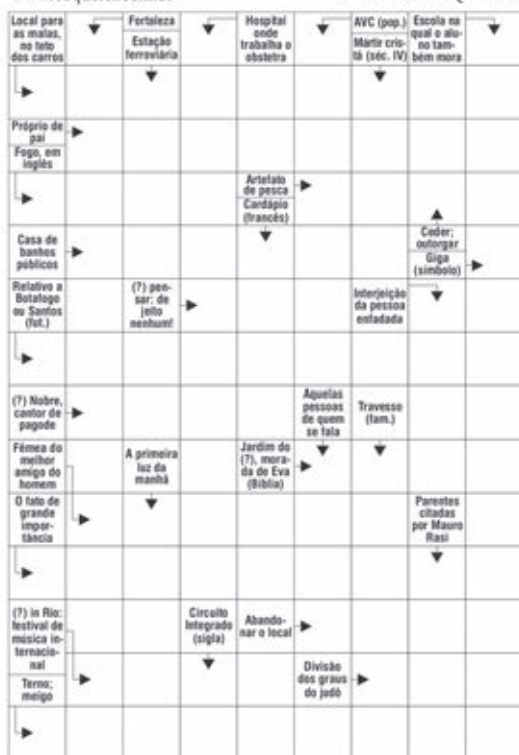 Local para
as malas,
no teto
dos carros
Fortaleza
Estação
ferroviária
Hospital
onde
trabalha o
obstetra
AVC (pop.)
Mártir cris-
tã (séc. IV)
Escola na
qual o alu-
no tam-
bém mora
Próprio de
pai
Fogo, em
inglês
Artefato
de pesca
Cardápio
(francês)
Casa de
banhos
públicos
Ceder;
outorgar
Giga
(símbolo)
Relativo a
Botafogo
ou Santos
(fut.)
(?) pen-
sar: de
jeito
nenhum!
Interjeição
da pessoa
enfadada
(?) Nobre,
cantor de
pagode
Aquelas
pessoas
de quem
se fala
Travesso
(fam.)
Fêmea do
melhor
amigo do
homem
A primeira
luz da
manhã
Jardim do
(?), mora-
da de Eva
(Bíblia)
O fato de
grande
impor-
tância
Parentes
citadas
por Mauro
Rasi
(?) in Rio:
festival de
música in-
ternacio-
nal
Circuito
Integrado
(sigla)
Abando-
nar o local
Terno;
meigo
Divisão
dos graus
do judô